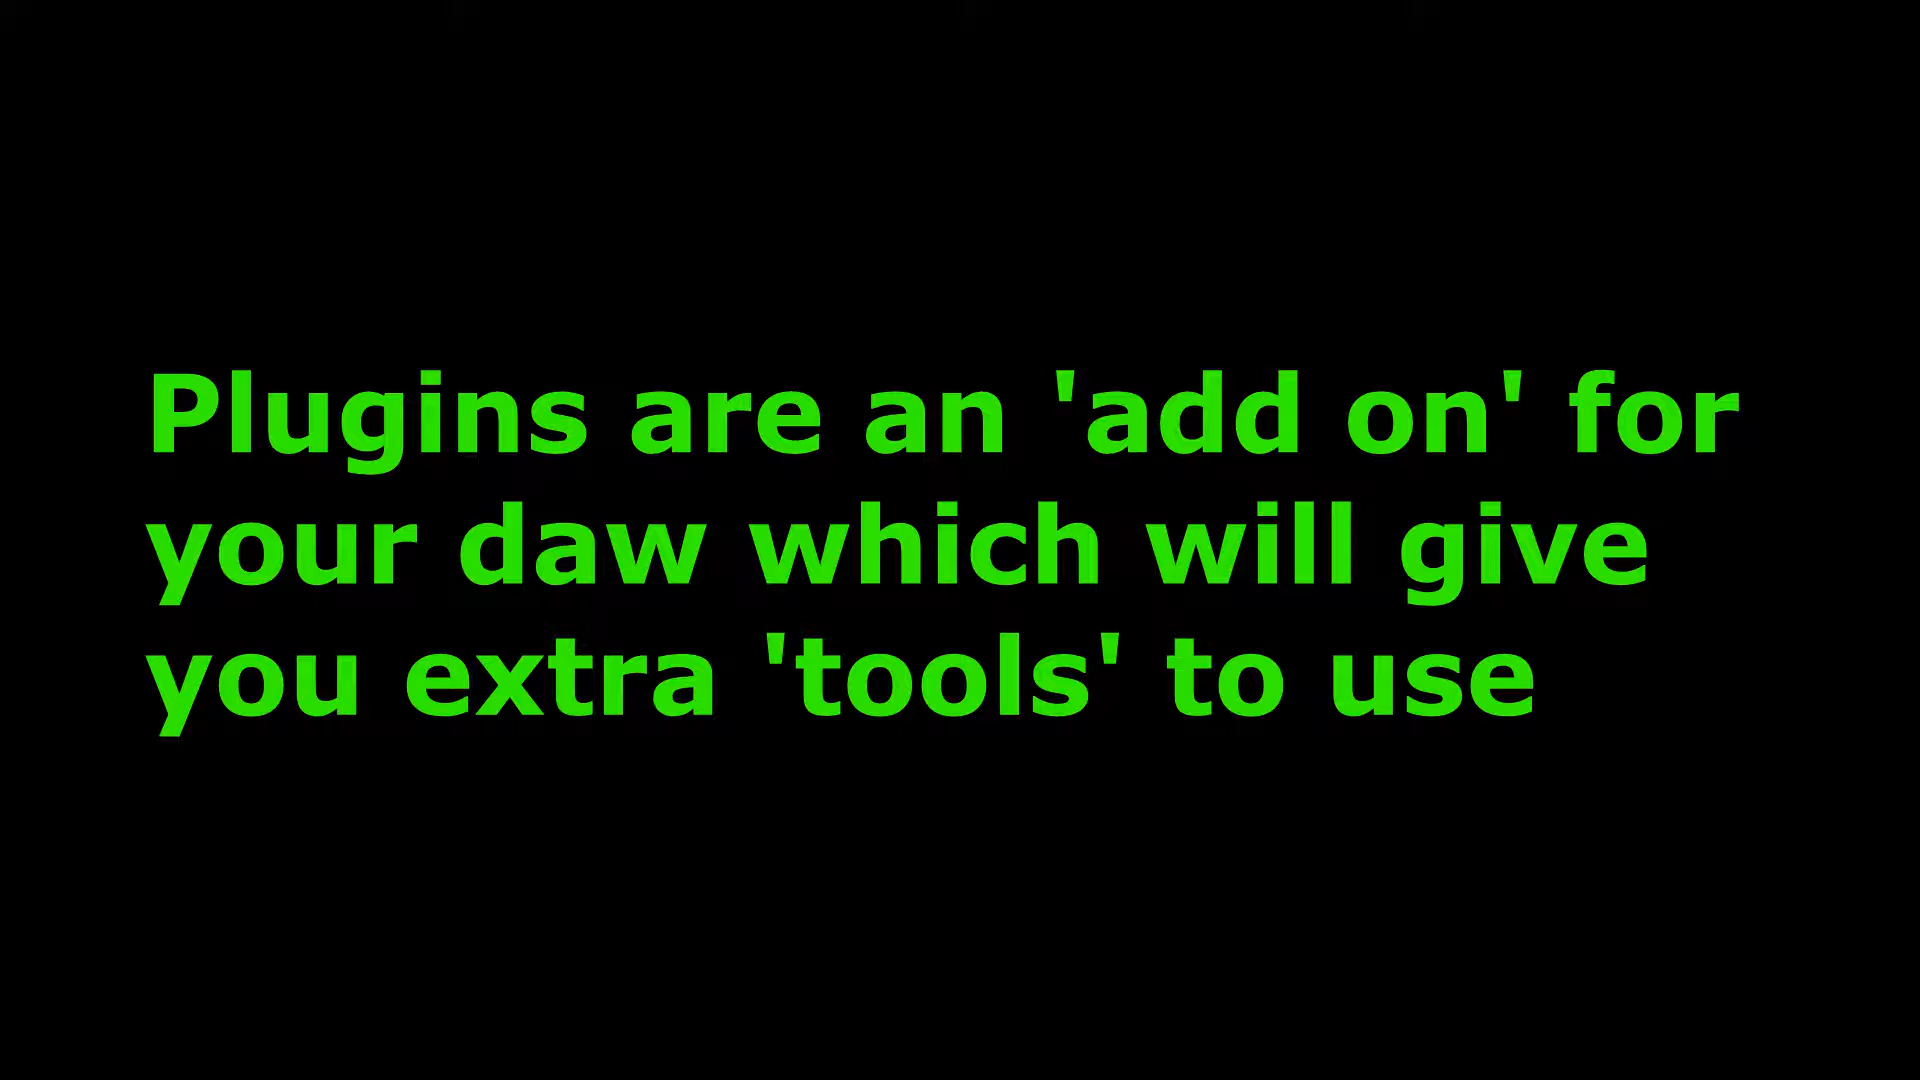 Plugins are an 'add on' for
your daw which will give
you extra 'tools' to use